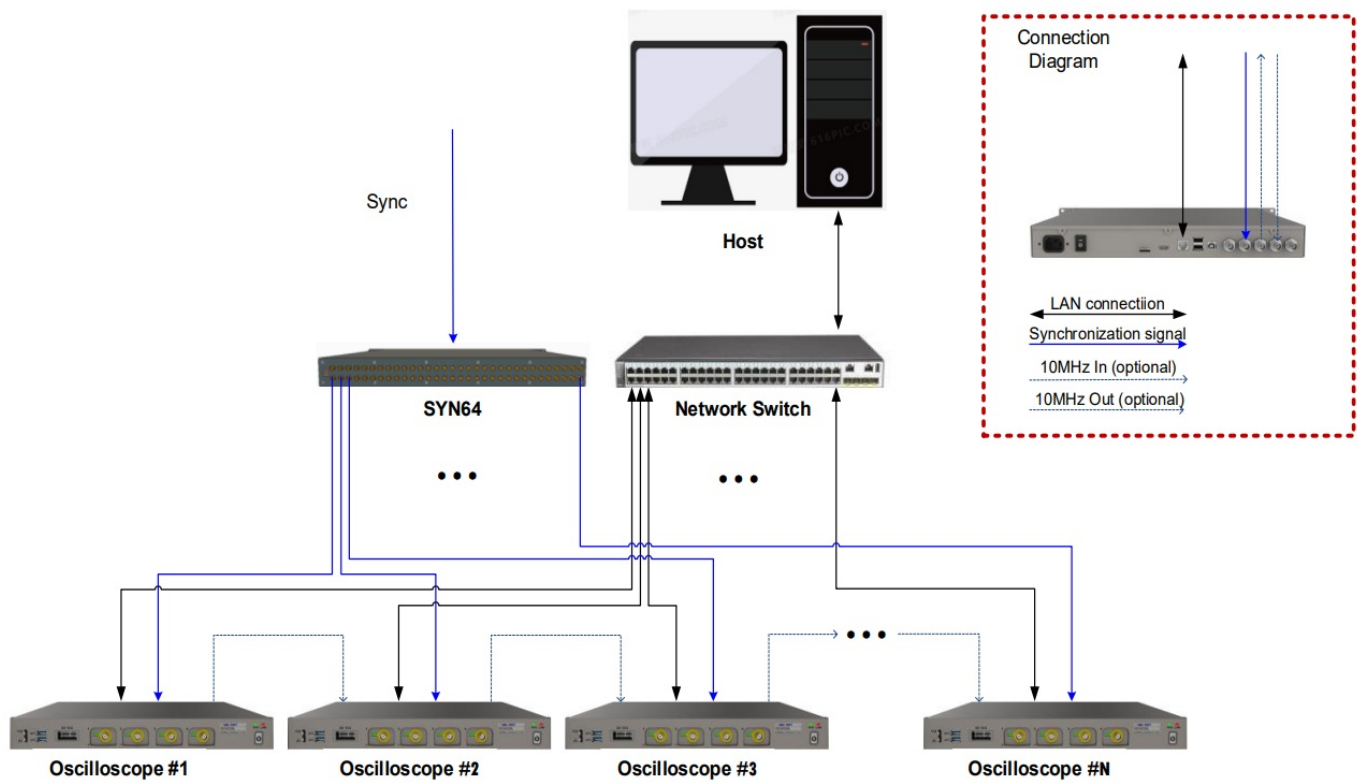 Connection
Diagram
Sync
Host
LAN connectiion
Synchronization signal
10MHz In (optional)
10MHz Out (optional)
SYN64
Network Switch
Oscilloscope #1
Oscilloscope #2
Oscilloscope #3
Oscilloscope #N